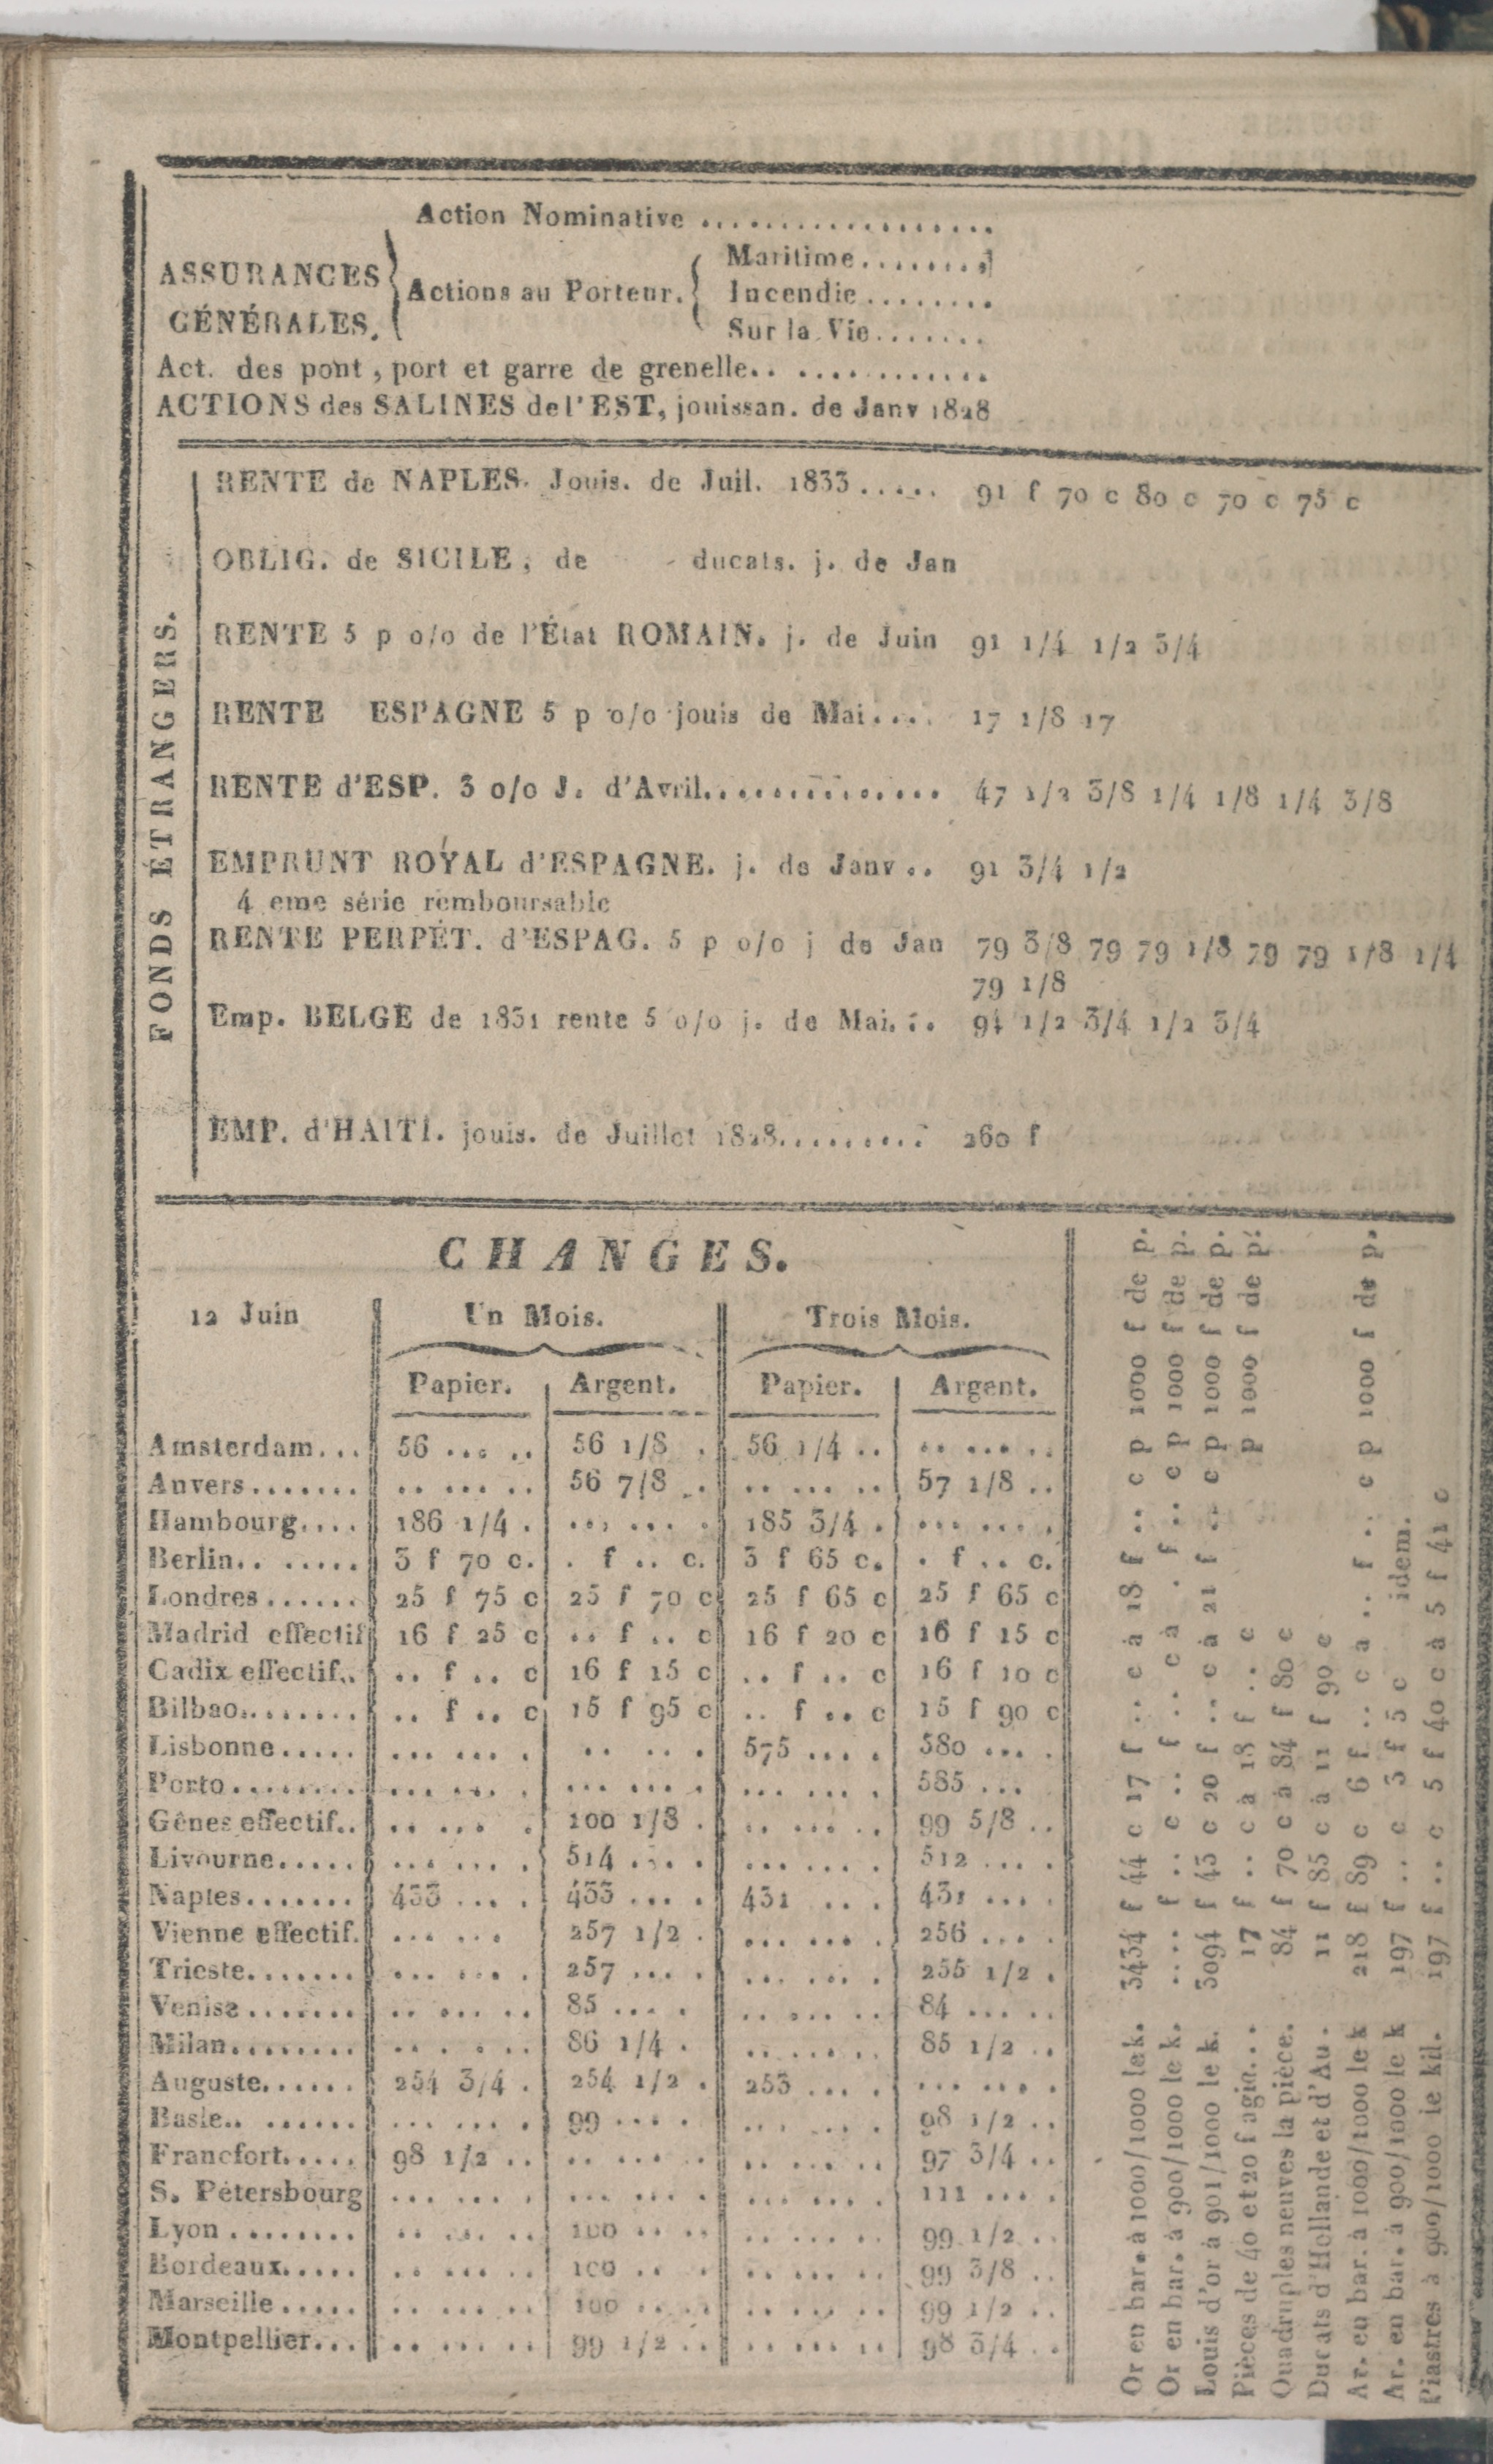 Action Nominative ...................
ASSURANCES GÉNÉRALES.
Actions au Porteur.
Maritime........
Incendie........
Sur la Vie.......
Act. des pont, port et garre de grenelle.. ............
ACTIONS des SALINES de l'EST, jouissan. de Janv 1828
FONDS ÉTRANGERS.
RENTE de NAPLES. Jouis. de Juil. 1833..... 91 f 70 c 80 c 70 c 75 c
OBLIG. de SICILE, de - ducats. j. de Jan
RENTE 5 p 0/0 de l'État ROMAIN. j. de Juin 91 1/4 1/2 3/4
RENTE ESPAGNE 5 p 0/0 jouis de Mai.... 17 1/8 17
RENTE d'ESP. 3 0/0 J. d'Avril............... 47 1/2 3/8 1/4 1/8 1/4 3/8
EMPRUNT ROYAL d'ESPAGNE. j. de Janv.. 91 3/4 1/2
4 eme série remboursable
RENTE PERPÉT. d'ESPAG. 5 p 0/0 j de Jan 79 3/8 79 79 1/8 79 79 1/8 1/4
79 1/8
Emp. BELGE de 1831 rente 5 0/0 j. de Mai... 94 1/2 3/4 1/2 3/4
EMP. d'HAITI. jouis. de Juillet 1828.......... 260 f
CHANGES.
12 Juin Un Mois. Trois Mois.
Papier. Argent. Papier. Argent.
Amsterdam... 56 ... .. 56 1/8 . 56 1/4 .. .. ... ..
Anvers....... .. ... .. 56 7/8 .. .. ... .. 57 1/8 ..
Hambourg.... 186 1/4 . ... ... . 185 3/4 . ... ... .
Berlin.. ..... 3 f 70 c. . f .. c. 3 f 65 c. . f .. c.
Londres...... 25 f 75 c 25 f 70 c 25 f 65 c 25 f 65 c
Madrid effectif 16 f 25 c .. f .. c 16 f 20 c 16 f 15 c
Cadix effectif.. .. f .. c 16 f 15 c .. f .. c 16 f 10 c
Bilbao........ .. f .. c 15 f 95 c .. f .. c 15 f 90 c
Lisbonne..... ... ... . .. .. . 575 .... . 580 ... .
Porto......... ... ... . ... ... . ... ... . 585 ...
Gênes effectif.. .. ... . 100 1/8 . .. ... .. 99 5/8 ..
Livourne..... ... ... . 514 .... . ... ... . 512 .... .
Naples....... 433 .... . 433 .... . 431 ... . 431 .... .
Vienne effectif. ... ... 257 1/2 . ... ... . 256 .... .
Trieste....... ... ... . 257 .... . ... ... . 255 1/2 .
Venise....... .. ... .. 85 .... . .. ... .. 84 ... ..
Milan........ .. . . .. 86 1/4 . .. ... .. 85 1/2 ..
Auguste...... 254 3/4 . 254 1/2 . 253 .... . ... ... .
Basle.. ...... ... ... . 99 .... . .. ... . 98 1/2 ..
Francfort..... 98 1/2 .. .. ... .. .. ... .. 97 3/4 ..
S. Pétersbourg ... ... . ... ... . ... ... . 111 .... .
Lyon ........ .. ... .. 100 .. .. .. ... .. 99 1/2 ..
Bordeaux..... .. ... .. 100 .. . .. ... .. 99 3/8 ..
Marseille ..... .. ... .. 100 .. .. .. ... .. 99 1/2 ..
Montpellier... .. ... .. 99 1/2 .. .. ... .. 98 3/4 ..
Or en bar. à 1000/1000 le k. 3434 f 44 c 17 f .. c à 18 f .. c p 1000 f de p.
Or en bar. à 900/1000 le k. .... f .. c .. f .. c à . f .. c p 1000 f de p.
Louis d'or à 901/1000 le k. 3094 f 43 c 20 f .. c à 21 f .. c p 1000 f de p.
Pièces de 40 et 20 f agio... 17 f .. c à 18 f .. c p 1000 f de p.
Quadruples neuves la pièce. 84 f 70 c à 84 f 80 c
Ducats d'Hollande et d'Au. 11 f 85 c à 11 f 90 c
Ar. en bar. à 1000/1000 le k 218 f 89 c 6 f .. c à .. f .. c p 1000 f de p.
Ar. en bar. à 900/1000 le k 197 f .. c 3 f 5 c idem.
Piastres à 900/1000 le kil. 197 f .. c 5 f 40 c à 5 f 41 c